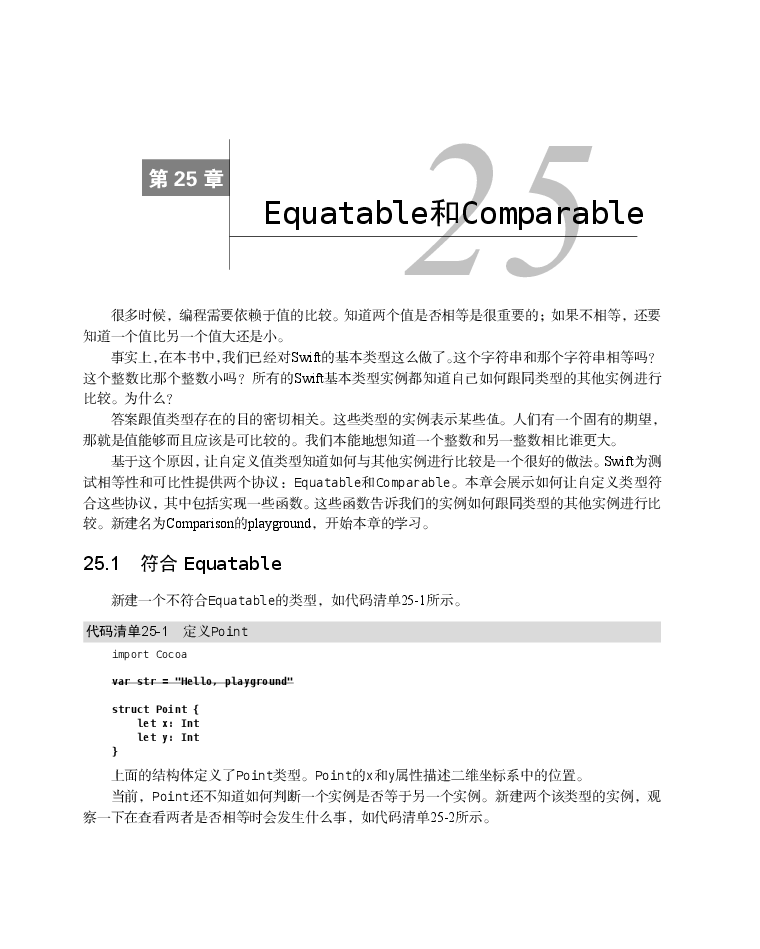 第 25 章
25
Equatable和Comparable
很多时候，编程需要依赖于值的比较。知道两个值是否相等是很重要的；如果不相等，还要
知道一个值比另一个值大还是小。
事实上，在本书中，我们已经对Swift的基本类型这么做了。这个字符串和那个字符串相等吗？
这个整数比那个整数小吗？所有的Swift基本类型实例都知道自己如何跟同类型的其他实例进行
比较。为什么？
答案跟值类型存在的目的密切相关。这些类型的实例表示某些值。人们有一个固有的期望，
那就是值能够而且应该是可比较的。我们本能地想知道一个整数和另一整数相比谁更大。
基于这个原因，让自定义值类型知道如何与其他实例进行比较是一个很好的做法。Swift为测
试相等性和可比性提供两个协议：Equatable和Comparable。本章会展示如何让自定义类型符
合这些协议，其中包括实现一些函数。这些函数告诉我们的实例如何跟同类型的其他实例进行比
较。新建名为Comparison的playground，开始本章的学习。
25.1 符合 Equatable
新建一个不符合Equatable的类型，如代码清单25-1所示。
代码清单25-1 定义Point
import Cocoa
var str = "Hello, playground"
struct Point {
let x: Int
let y: Int
}
上面的结构体定义了Point类型。Point的x和y属性描述二维坐标系中的位置。
当前，Point还不知道如何判断一个实例是否等于另一个实例。新建两个该类型的实例，观
察一下在查看两者是否相等时会发生什么事，如代码清单25-2所示。